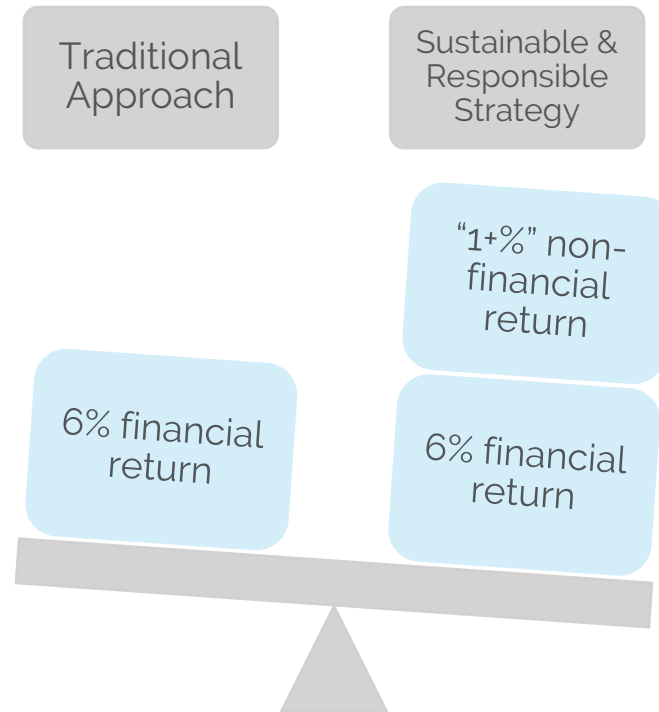 Traditional
Approach
Sustainable &
Responsible
Strategy
“1+%” non-
financial
return
6% financial
return
6% financial
return